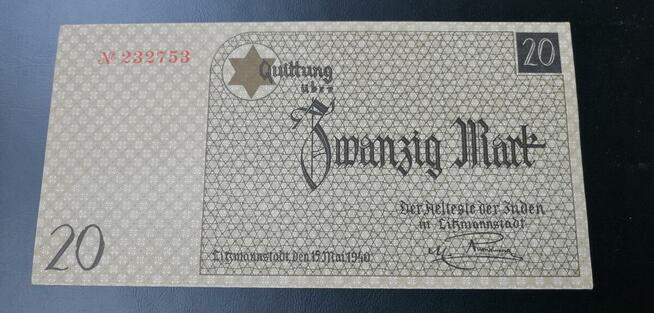 № 232753
20
Quittung
über
Zwanzig Mark
Der Aelteste der Juden
in Litzmannstadt
Litzmannstadt, den 15. Mai 1940
20